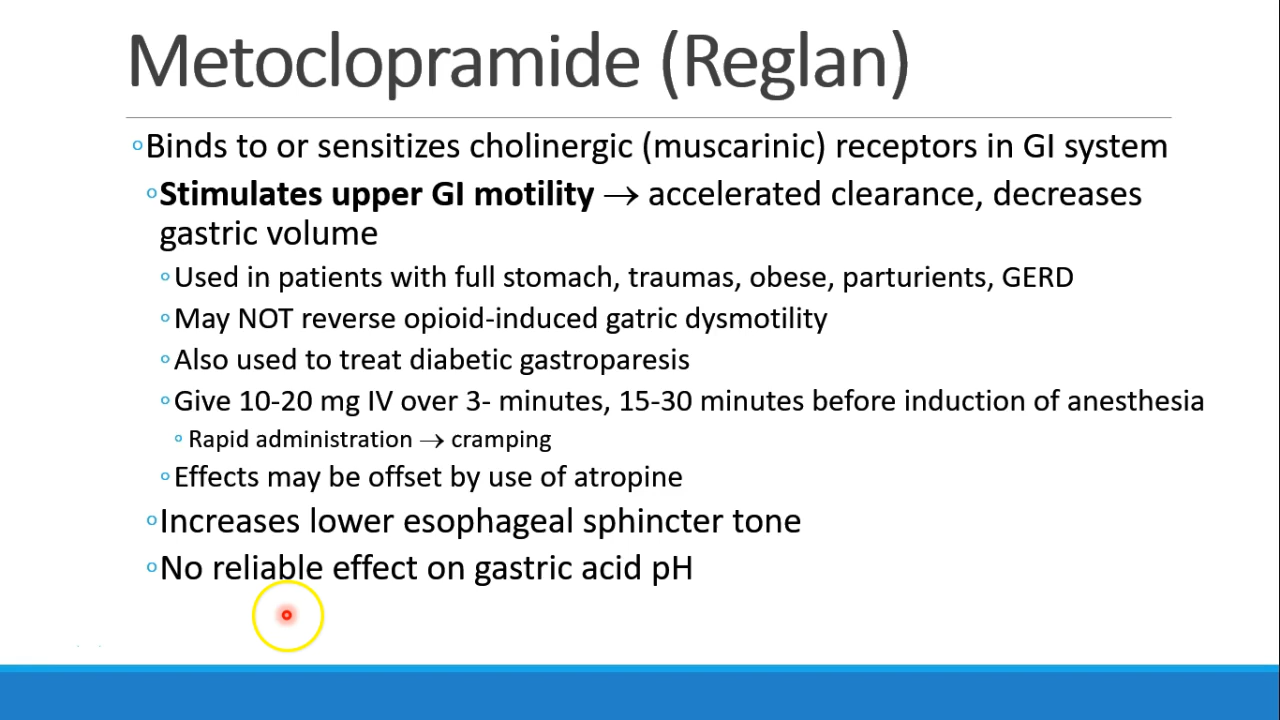 Metoclopramide (Reglan)
◦Binds to or sensitizes cholinergic (muscarinic) receptors in GI system
◦Stimulates upper GI motility → accelerated clearance, decreases
gastric volume
◦Used in patients with full stomach, traumas, obese, parturients, GERD
◦May NOT reverse opioid-induced gatric dysmotility
◦Also used to treat diabetic gastroparesis
◦Give 10-20 mg IV over 3- minutes, 15-30 minutes before induction of anesthesia
◦Rapid administration → cramping
◦Effects may be offset by use of atropine
◦Increases lower esophageal sphincter tone
◦No reliable effect on gastric acid pH